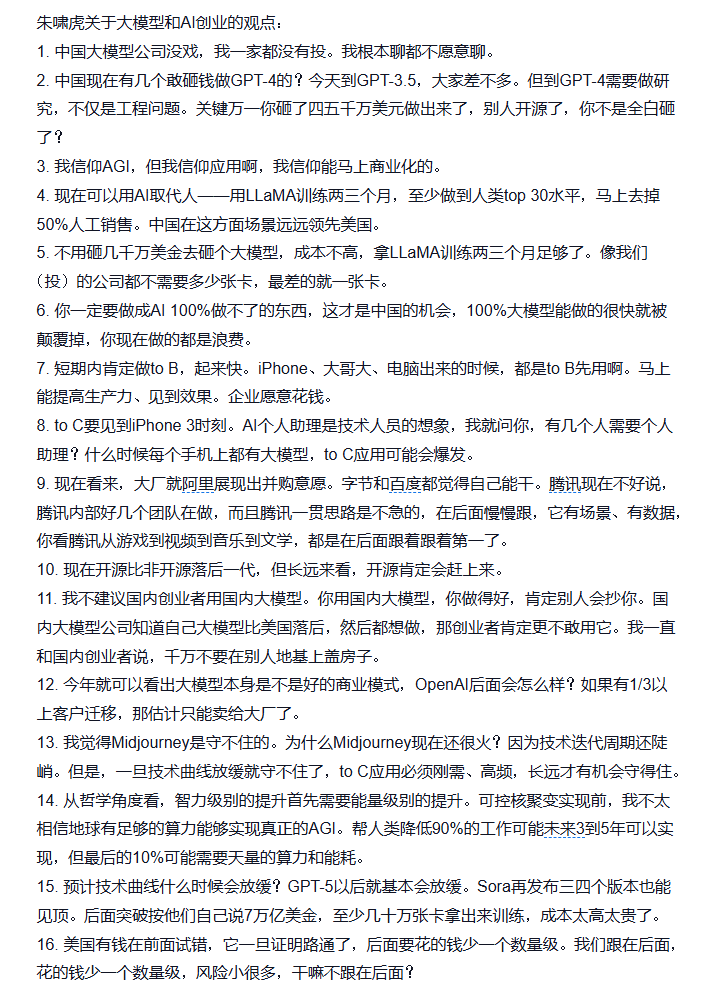 朱啸虎关于大模型和AI创业的观点：
1. 中国大模型公司没戏，我一家都没有投。我根本聊都不愿意聊。
2. 中国现在有几个敢砸钱做GPT-4的？今天到GPT-3.5，大家差不多。但到GPT-4需要做研
究，不仅是工程问题。关键万一你砸了四五千万美元做出来了，别人开源了，你不是全白砸
了？
3. 我信仰AGI，但我信仰应用啊，我信仰能马上商业化的。
4. 现在可以用AI取代人——用LLaMA训练两三个月，至少做到人类top 30水平，马上去掉
50%人工销售。中国在这方面场景远远领先美国。
5. 不用砸几千万美金去砸个大模型，成本不高，拿LLaMA训练两三个月足够了。像我们
（投）的公司都不需要多少张卡，最差的就一张卡。
6. 你一定要做成AI 100%做不了的东西，这才是中国的机会，100%大模型能做的很快就被
颠覆掉，你现在做的都是浪费。
7. 短期内肯定做to B，起来快。iPhone、大哥大、电脑出来的时候，都是to B先用啊。马上
能提高生产力、见到效果。企业愿意花钱。
8. to C要见到iPhone 3时刻。AI个人助理是技术人员的想象，我就问你，有几个人需要个人
助理？什么时候每个手机上都有大模型，to C应用可能会爆发。
9. 现在看来，大厂就阿里展现出并购意愿。字节和百度都觉得自己能干。腾讯现在不好说，
腾讯内部好几个团队在做，而且腾讯一贯思路是不急的，在后面慢慢跟，它有场景、有数据，
你看腾讯从游戏到视频到音乐到文学，都是在后面跟着跟着第一了。
10. 现在开源比非开源落后一代，但长远来看，开源肯定会赶上来。
11. 我不建议国内创业者用国内大模型。你用国内大模型，你做得好，肯定别人会抄你。国
内大模型公司知道自己大模型比美国落后，然后都想做，那创业者肯定更不敢用它。我一直
和国内创业者说，千万不要在别人地基上盖房子。
12. 今年就可以看出大模型本身是不是好的商业模式，OpenAI后面会怎么样？如果有1/3以
上客户迁移，那估计只能卖给大厂了。
13. 我觉得Midjourney是守不住的。为什么Midjourney现在还很火？因为技术迭代周期还陡
峭。但是，一旦技术曲线放缓就守不住了，to C应用必须刚需、高频，长远才有机会守得住。
14. 从哲学角度看，智力级别的提升首先需要能量级别的提升。可控核聚变实现前，我不太
相信地球有足够的算力能够实现真正的AGI。帮人类降低90%的工作可能未来3到5年可以实
现，但最后的10%可能需要天量的算力和能耗。
15. 预计技术曲线什么时候会放缓？GPT-5以后就基本会放缓。Sora再发布三四个版本也能
见顶。后面突破按他们自己说7万亿美金，至少几十万张卡拿出来训练，成本太高太贵了。
16. 美国有钱在前面试错，它一旦证明路通了，后面要花的钱少一个数量级。我们跟在后面，
花的钱少一个数量级，风险小很多，干嘛不跟在后面？